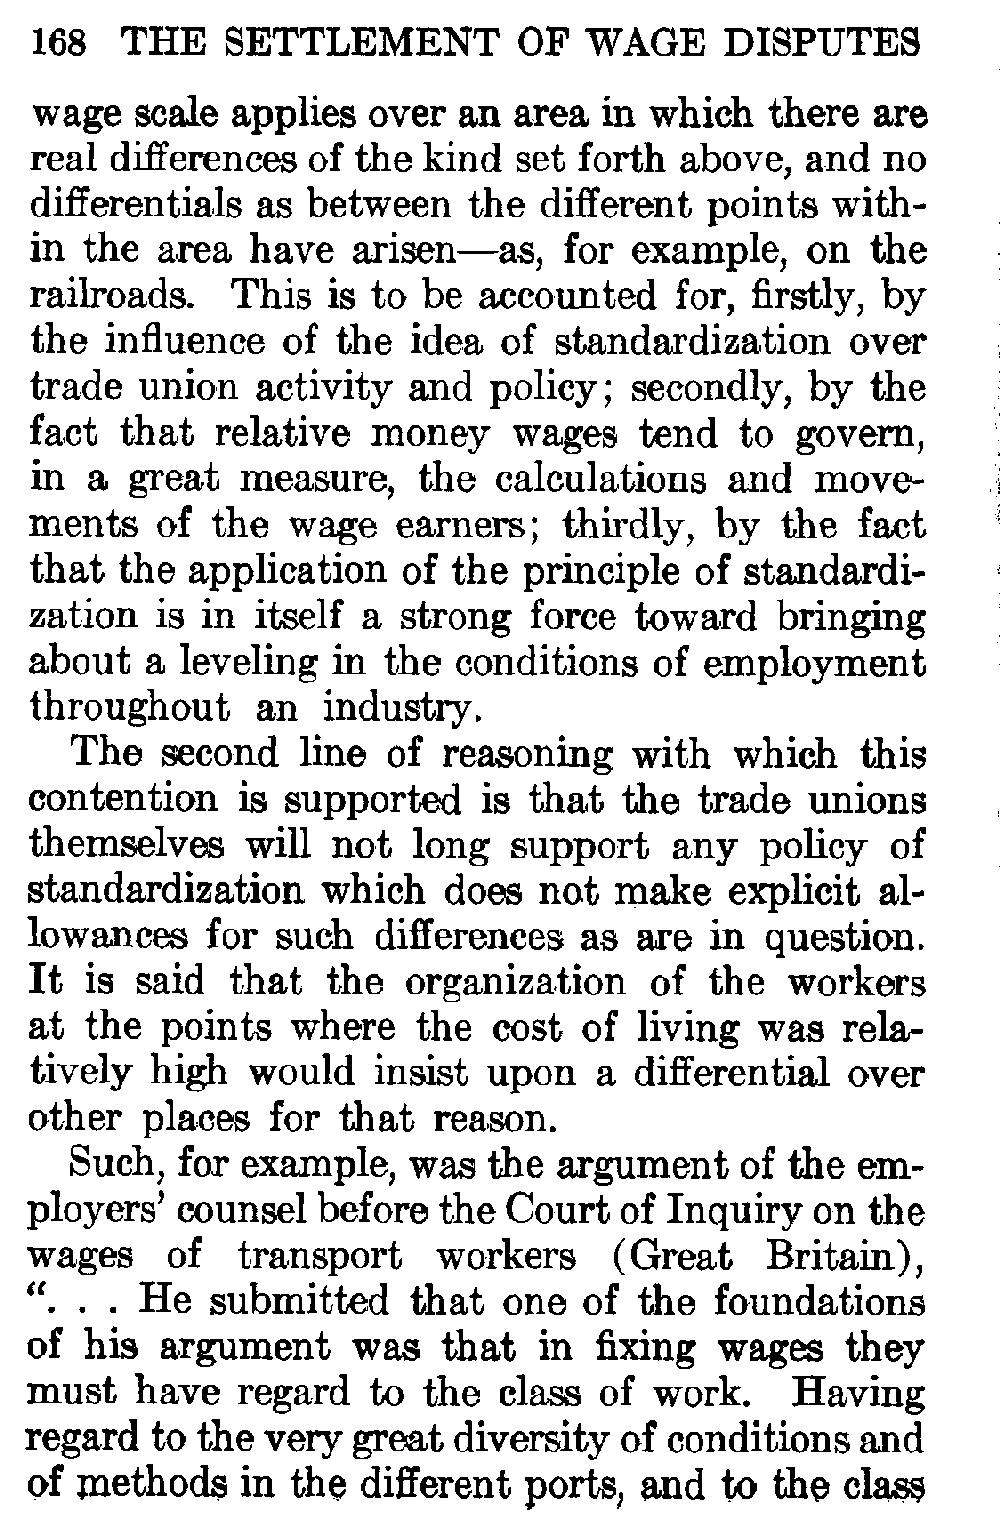 168 THE SETTLEMENT OF WAGE DISPUTES
wage scale applies over an area in which there are
real differences of the kind set forth above, and no
differentials as between the different points with-
in the area have arisen—as, for example, on the
railroads. This is to be accounted for, firstly, by
the influence of the idea of standardization over
trade union activity and policy; secondly, by the
fact that relative money wages tend to govern,
in a great measure, the calculations and move-
ments of the wage earners; thirdly, by the fact
that the application of the principle of standardi-
zation is in itself a strong force toward bringing
about a leveling in the conditions of employment
throughout an industry.
The second line of reasoning with which this
contention is supported is that the trade unions
themselves will not long support any policy of
standardization which does not make explicit al-
lowances for such differences as are in question.
It is said that the organization of the workers
at the points where the cost of living was rela-
tively high would insist upon a differential over
other places for that reason.
Such, for example, was the argument of the em-
ployers' counsel before the Court of Inquiry on the
wages of transport workers (Great Britain),
“. . . He submitted that one of the foundations
of his argument was that in fixing wages they
must have regard to the class of work. Having
regard to the very great diversity of conditions and
of methods in the different ports, and to the class